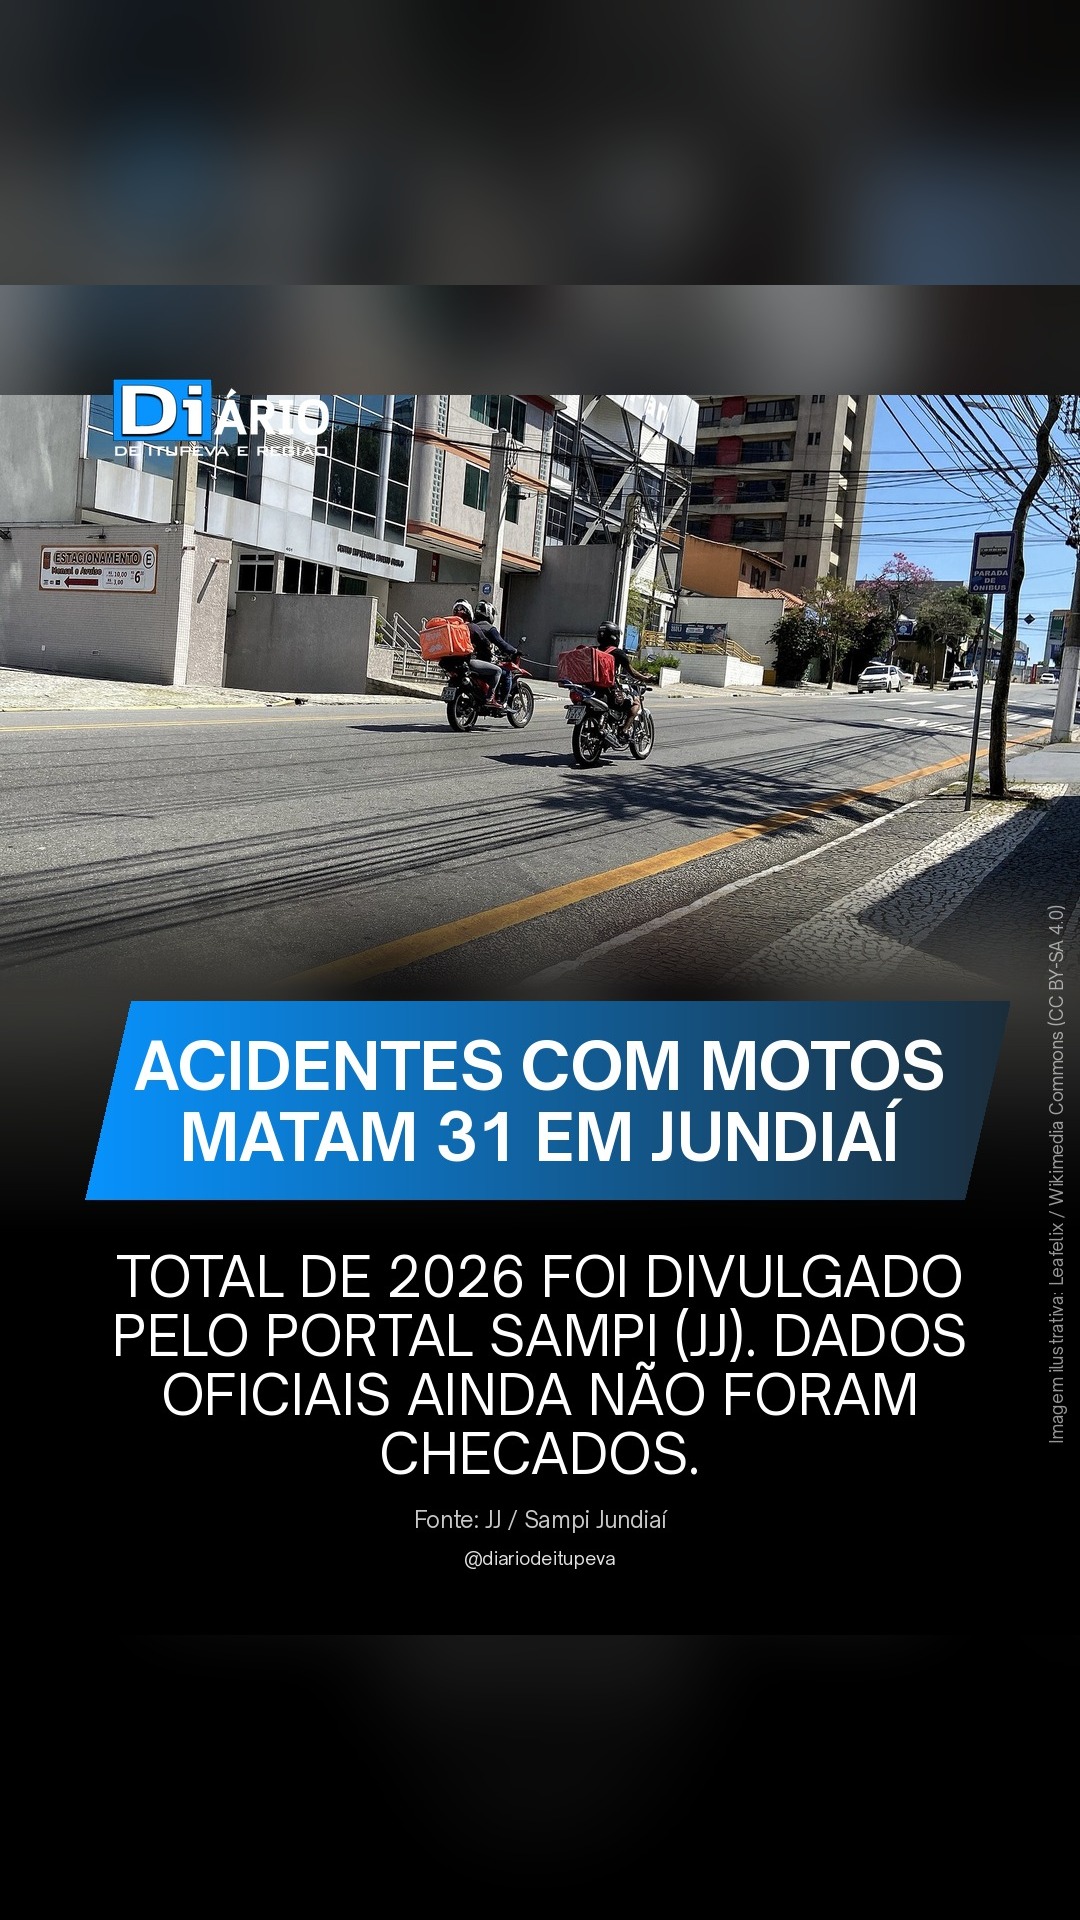 DiÁRIO
DE ITUPEVA E REGIÃO
ESTACIONAMENTO E
Mensal e Avulso
PARADA
DE
ÔNIBUS
ACIDENTES COM MOTOS
MATAM 31 EM JUNDIAÍ
TOTAL DE 2026 FOI DIVULGADO
PELO PORTAL SAMPI (JJ). DADOS
OFICIAIS AINDA NÃO FORAM
CHECADOS.
Fonte: JJ / Sampi Jundiaí
@diariodeitupeva
Imagem ilustrativa: Leafelix / Wikimedia Commons (CC BY-SA 4.0)